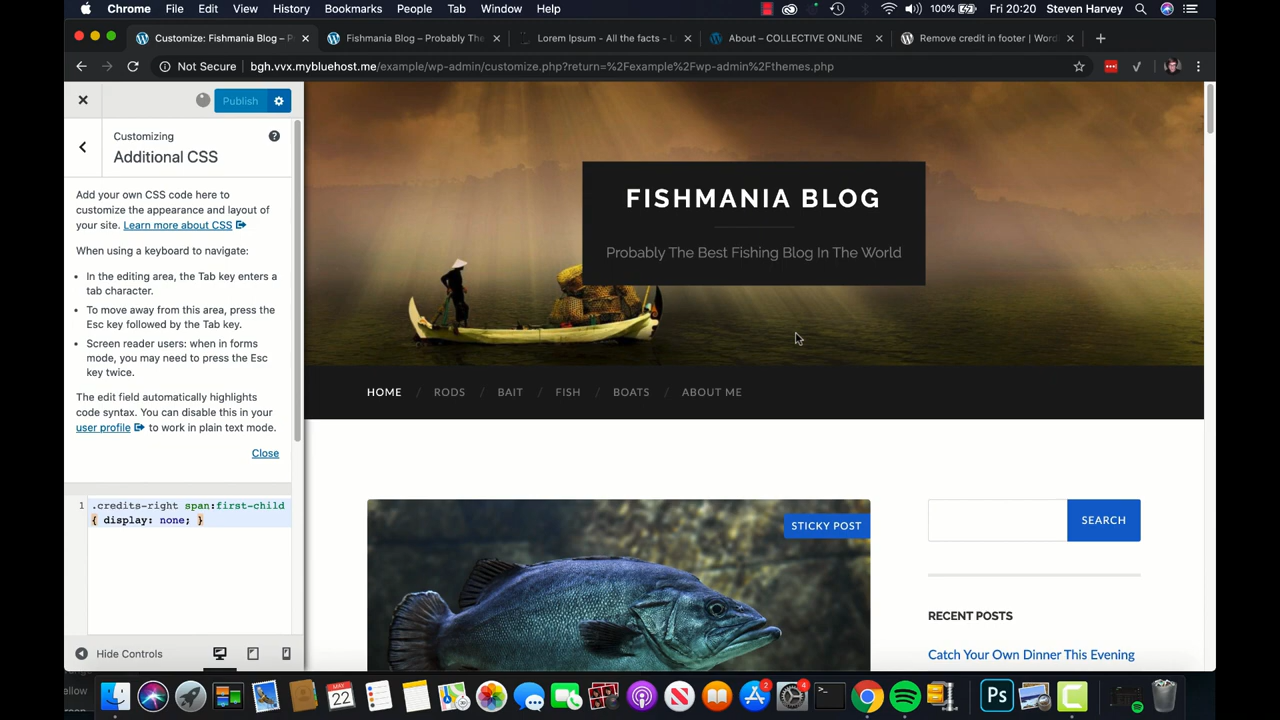 Chrome File Edit View History Bookmarks People Tab Window Help 100% Fri 20:20 Steven Harvey
Customize: Fishmania Blog – P Fishmania Blog – Probably The Lorem Ipsum - All the facts - L About – COLLECTIVE ONLINE Remove credit in footer | Word
Not Secure bgh.vvx.mybluehost.me/example/wp-admin/customize.php?return=%2Fexample%2Fwp-admin%2Fthemes.php
Publish
Customizing
Additional CSS
Add your own CSS code here to
customize the appearance and layout of
your site. Learn more about CSS
When using a keyboard to navigate:
• In the editing area, the Tab key enters a
tab character.
• To move away from this area, press the
Esc key followed by the Tab key.
• Screen reader users: when in forms
mode, you may need to press the Esc
key twice.
The edit field automatically highlights
code syntax. You can disable this in your
user profile to work in plain text mode.
Close
1 .credits-right span:first-child
{ display: none; }
Hide Controls
FISHMANIA BLOG
Probably The Best Fishing Blog In The World
HOME / RODS / BAIT / FISH / BOATS / ABOUT ME
STICKY POST
SEARCH
RECENT POSTS
Catch Your Own Dinner This Evening
ellow
MAY
22
2
4
Ps